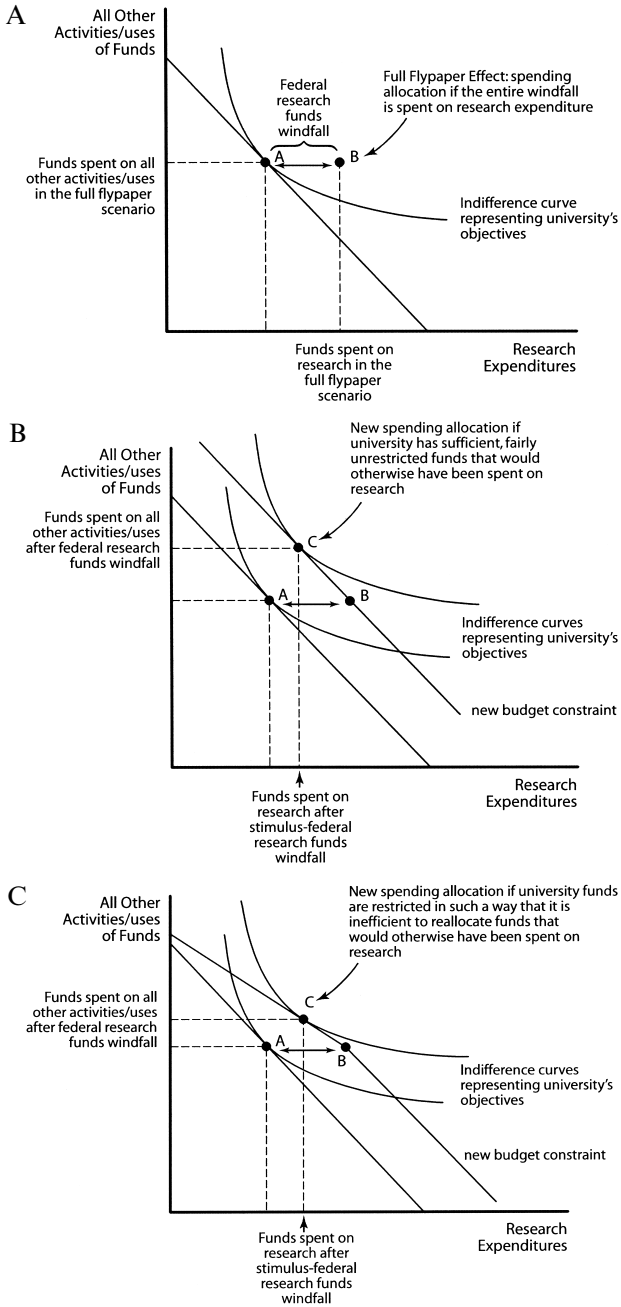 A
All Other
Activities/uses
of Funds
Federal
research
funds
windfall
Full Flypaper Effect: spending
allocation if the entire windfall
is spent on research expenditure
A
B
Funds spent on all
other activities/uses
in the full flypaper
scenario
Indifference curve
representing university's
objectives
Funds spent on
research in the
full flypaper
scenario
Research
Expenditures
B
All Other
Activities/uses
of Funds
New spending allocation if
university has sufficient, fairly
unrestricted funds that would
otherwise have been spent on
research
Funds spent on all
other activities/uses
after federal research
funds windfall
C
A
B
Indifference curves
representing university's
objectives
new budget constraint
Research
Expenditures
Funds spent on
research after
stimulus-federal
research funds
windfall
C
All Other
Activities/uses
of Funds
New spending allocation if university funds
are restricted in such a way that it is
inefficient to reallocate funds that
would otherwise have been spent on
research
Funds spent on all
other activities/uses
after federal research
funds windfall
C
A
B
Indifference curves
representing university's
objectives
new budget constraint
Research
Expenditures
Funds spent on
research after
stimulus-federal
research funds
windfall